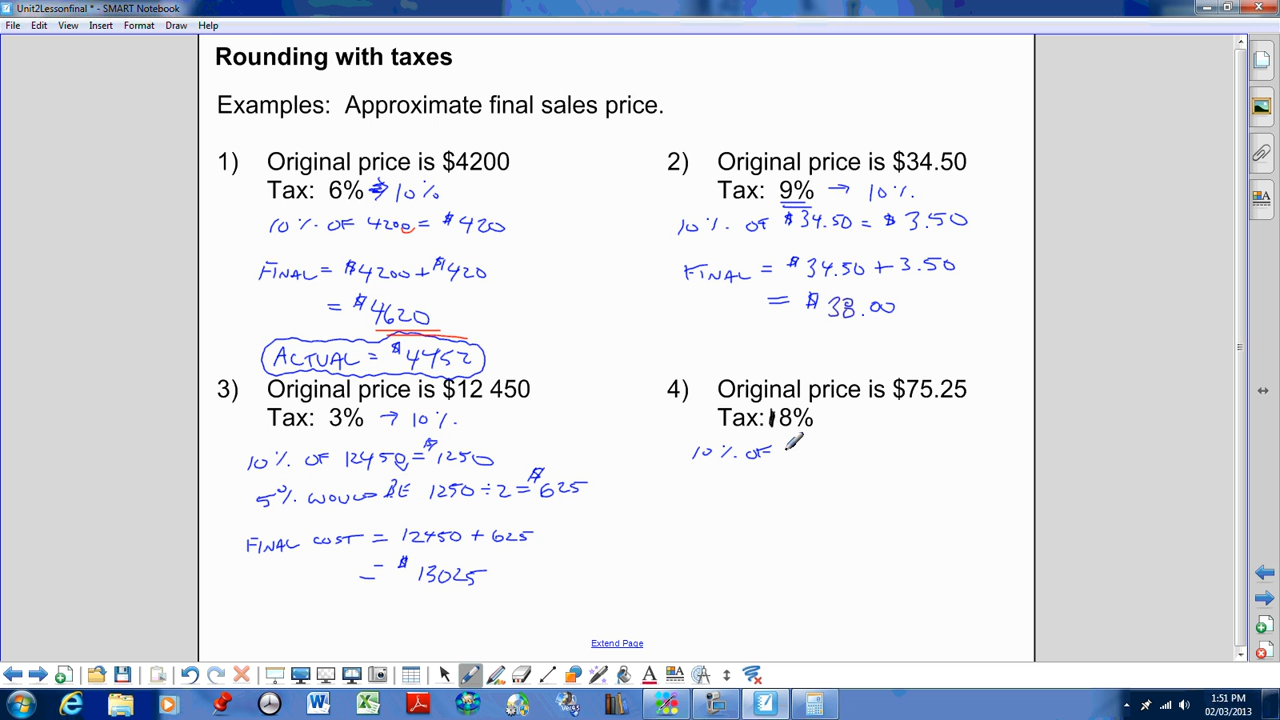 Unit2Lessonfinal * - SMART Notebook
File Edit View Insert Format Tools Add-ons Draw Help
Rounding with taxes
Examples: Approximate final sales price.
1) Original price is $4200
Tax: 6% → 10%
10% OF 4200 = $420
FINAL = $4200 + $420
= $4620
ACTUAL = $4452
2) Original price is $34.50
Tax: 9% → 10%.
10% OF $34.50 = $3.50
FINAL = $34.50 + 3.50
= $38.00
3) Original price is $12 450
Tax: 3% → 10%.
10% OF 12450 = $1250
5% WOULD BE 1250 ÷ 2 = $625
FINAL COST = 12450 + 625
= $13025
4) Original price is $75.25
Tax: 18%
10% OF
Extend Page
1:51 PM
02/03/2013